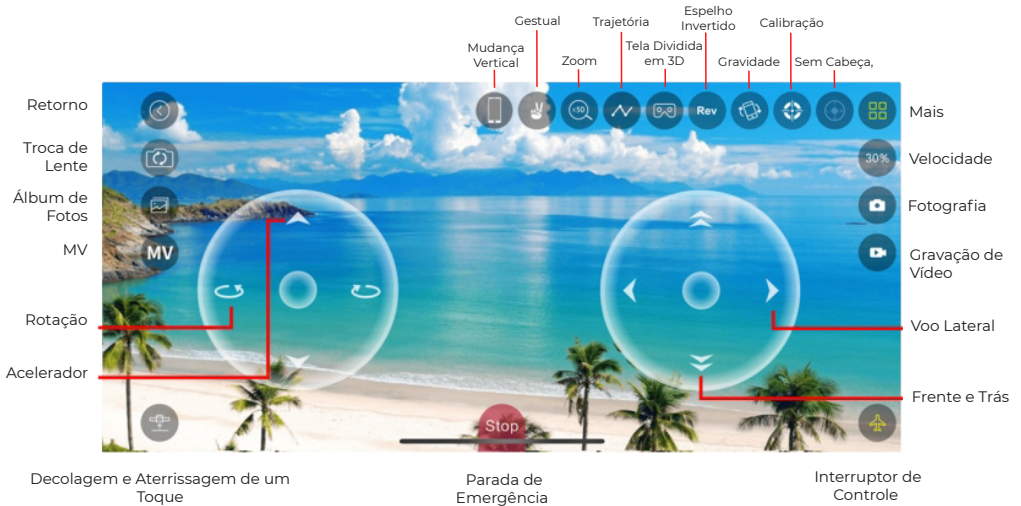 Espelho
Invertido
Gestual
Trajetória
Calibração
Mudança
Vertical
Zoom
Tela Dividida
em 3D
Gravidade
Sem Cabeça,
Retorno
Troca de
Lente
Álbum de
Fotos
MV
Rotação
Acelerador
×50
Rev
30%
MV
Stop
Mais
Velocidade
Fotografia
Gravação de
Vídeo
Voo Lateral
Frente e Trás
Decolagem e Aterrissagem de um
Toque
Parada de
Emergência
Interruptor de
Controle